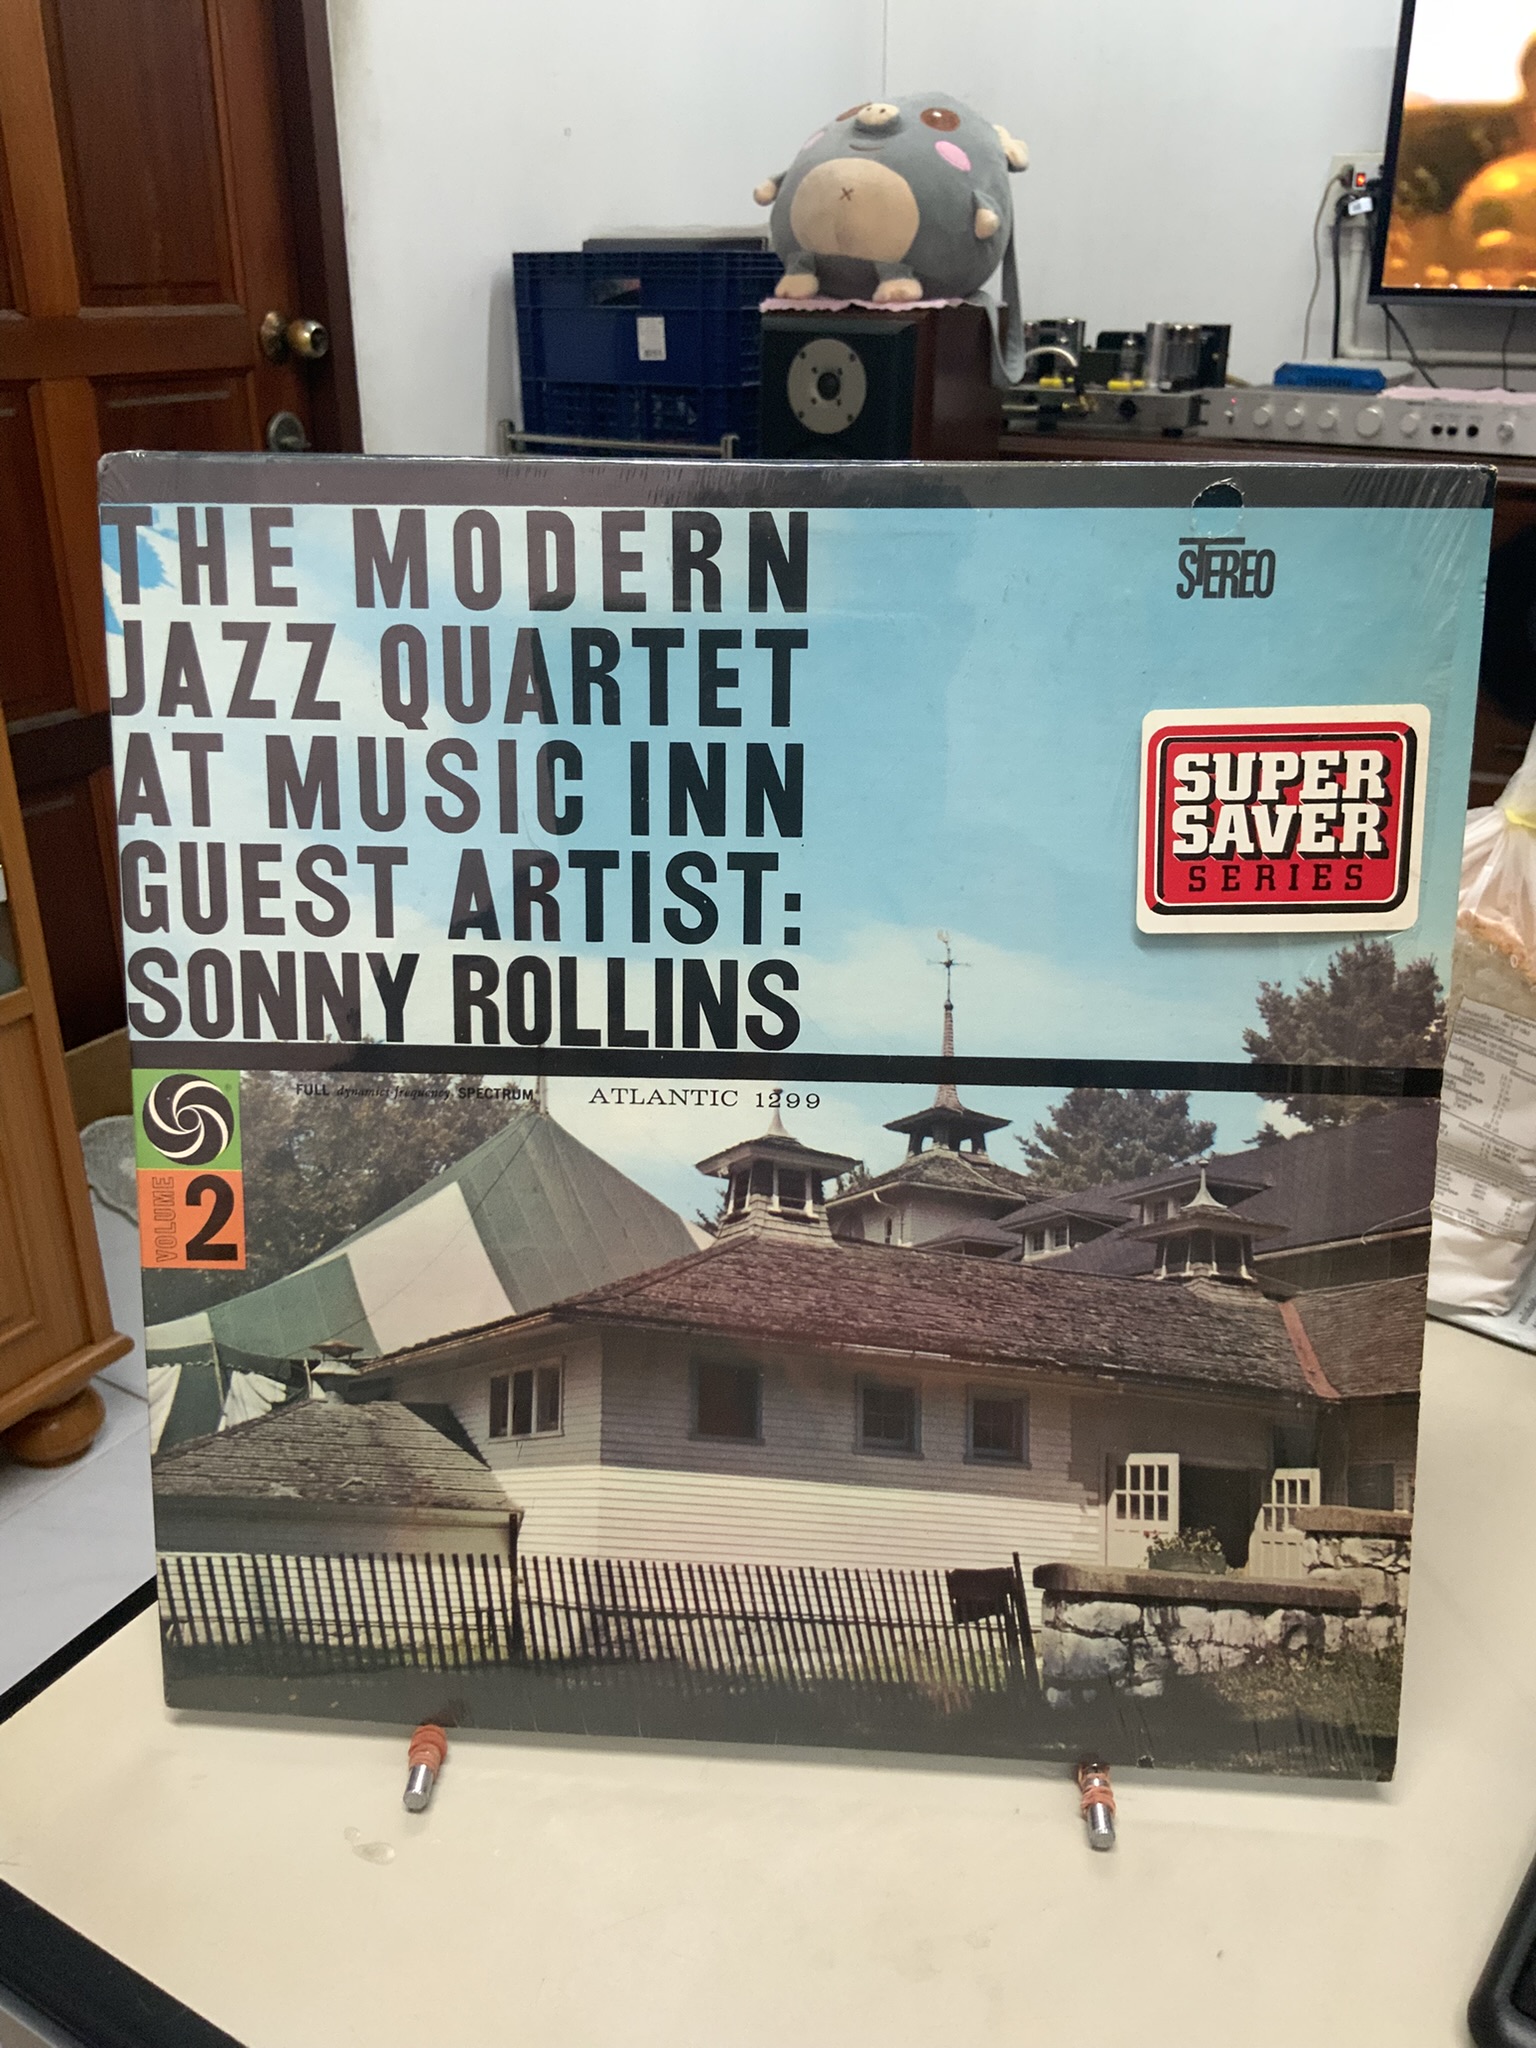 THE MODERN
JAZZ QUARTET
AT MUSIC INN
GUEST ARTIST:
SONNY ROLLINS
STEREO
SUPER
SAVER
SERIES
FULL dynamics-frequency SPECTRUM
ATLANTIC 1299
VOLUME
2